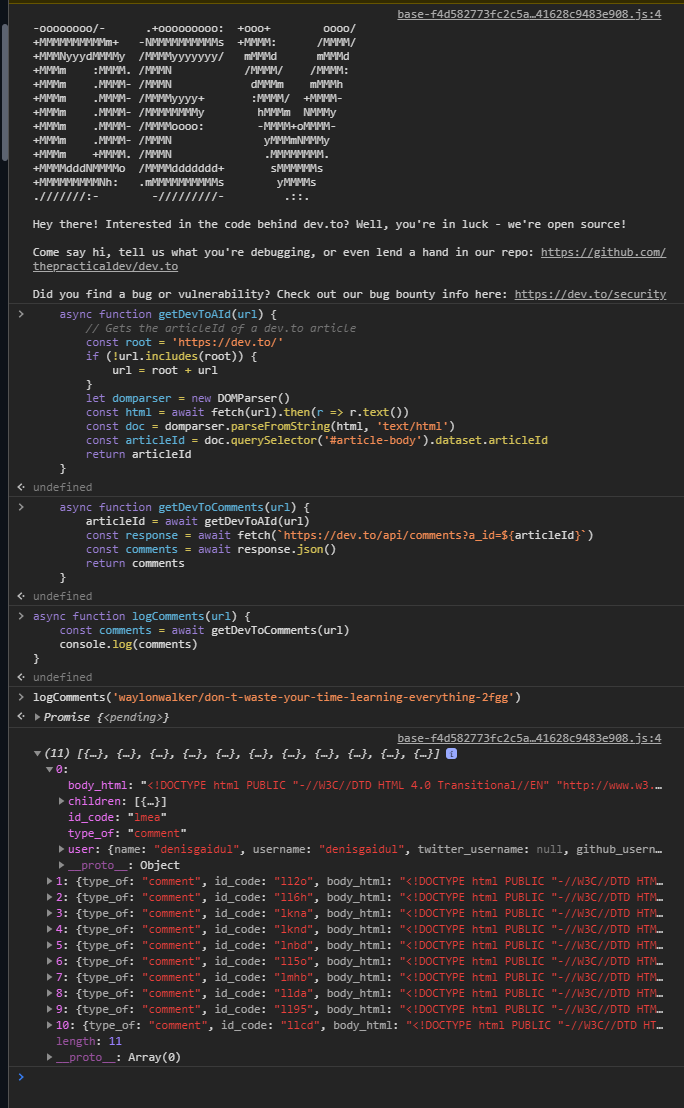 base-f4d582773fc2c5a…41628c9483e908.js:4
-oooooooo/-      .+ooooooooo:  +ooo+        oooo/
+MMMMMMMMMMm+   -NMMMMMMMMMMs  +MMMM:      /MMMM/
+MMMNyyydMMMMy  /MMMMyyyyyyy/   mMMMd      mMMMd
+MMMm    :MMMM. /MMMN           /MMMM/    /MMMM:
+MMMm    .MMMM- /MMMN            dMMMm    mMMMh
+MMMm    .MMMM- /MMMMyyyy+       :MMMM/  +MMMM-
+MMMm    .MMMM- /MMMMMMMMy        hMMMm  NMMMy
+MMMm    .MMMM- /MMMMoooo:        -MMMM+oMMMM-
+MMMm    .MMMM- /MMMN              yMMMmNMMMy
+MMMm    +MMMM. /MMMN              .MMMMMMMM.
+MMMMdddNMMMMo  /MMMMddddddd+       sMMMMMMs
+MMMMMMMMMNh:   .mMMMMMMMMMMs        yMMMMs
.///////:-        -/////////-         .::.
Hey there! Interested in the code behind dev.to? Well, you're in luck - we're open source!
Come say hi, tell us what you're debugging, or even lend a hand in our repo: https://github.com/
thepracticaldev/dev.to
Did you find a bug or vulnerability? Check out our bug bounty info here: https://dev.to/security
async function getDevToAId(url) {
// Gets the articleId of a dev.to article
const root = 'https://dev.to/'
if (!url.includes(root)) {
url = root + url
}
let domparser = new DOMParser()
const html = await fetch(url).then(r => r.text())
const doc = domparser.parseFromString(html, 'text/html')
const articleId = doc.querySelector('#article-body').dataset.articleId
return articleId
}
undefined
async function getDevToComments(url) {
articleId = await getDevToAId(url)
const response = await fetch(`https://dev.to/api/comments?a_id=${articleId}`)
const comments = await response.json()
return comments
}
undefined
async function logComments(url) {
const comments = await getDevToComments(url)
console.log(comments)
}
undefined
logComments('waylonwalker/don-t-waste-your-time-learning-everything-2fgg')
Promise {<pending>}
base-f4d582773fc2c5a…41628c9483e908.js:4
(11) [{…}, {…}, {…}, {…}, {…}, {…}, {…}, {…}, {…}, {…}, {…}] i
0:
body_html: "<!DOCTYPE html PUBLIC "-//W3C//DTD HTML 4.0 Transitional//EN" "http://www.w3.…
children: [{…}]
id_code: "lmea"
type_of: "comment"
user: {name: "denisgaidul", username: "denisgaidul", twitter_username: null, github_usern…
__proto__: Object
1: {type_of: "comment", id_code: "ll2o", body_html: "<!DOCTYPE html PUBLIC "-//W3C//DTD HTM…
2: {type_of: "comment", id_code: "ll6h", body_html: "<!DOCTYPE html PUBLIC "-//W3C//DTD HTM…
3: {type_of: "comment", id_code: "lkna", body_html: "<!DOCTYPE html PUBLIC "-//W3C//DTD HTM…
4: {type_of: "comment", id_code: "lknd", body_html: "<!DOCTYPE html PUBLIC "-//W3C//DTD HTM…
5: {type_of: "comment", id_code: "lnbd", body_html: "<!DOCTYPE html PUBLIC "-//W3C//DTD HTM…
6: {type_of: "comment", id_code: "ll5o", body_html: "<!DOCTYPE html PUBLIC "-//W3C//DTD HTM…
7: {type_of: "comment", id_code: "lmhb", body_html: "<!DOCTYPE html PUBLIC "-//W3C//DTD HTM…
8: {type_of: "comment", id_code: "llda", body_html: "<!DOCTYPE html PUBLIC "-//W3C//DTD HTM…
9: {type_of: "comment", id_code: "ll95", body_html: "<!DOCTYPE html PUBLIC "-//W3C//DTD HTM…
10: {type_of: "comment", id_code: "llcd", body_html: "<!DOCTYPE html PUBLIC "-//W3C//DTD HT…
length: 11
__proto__: Array(0)